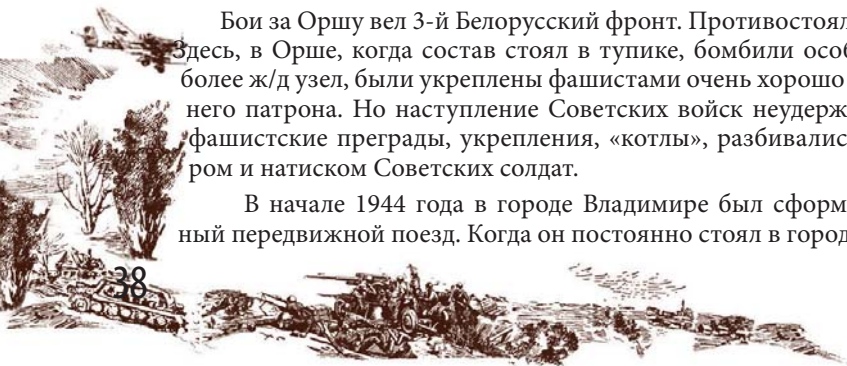 Бои за Оршу вел 3-й Белорусский фронт. Противостоял
Здесь, в Орше, когда состав стоял в тупике, бомбили особ
более ж/д узел, были укреплены фашистами очень хорошо
него патрона. Но наступление Советских войск неудерж
фашистские преграды, укрепления, «котлы», разбивалис
ром и натиском Советских солдат.
В начале 1944 года в городе Владимире был сформ
ный передвижной поезд. Когда он постоянно стоял в город
38